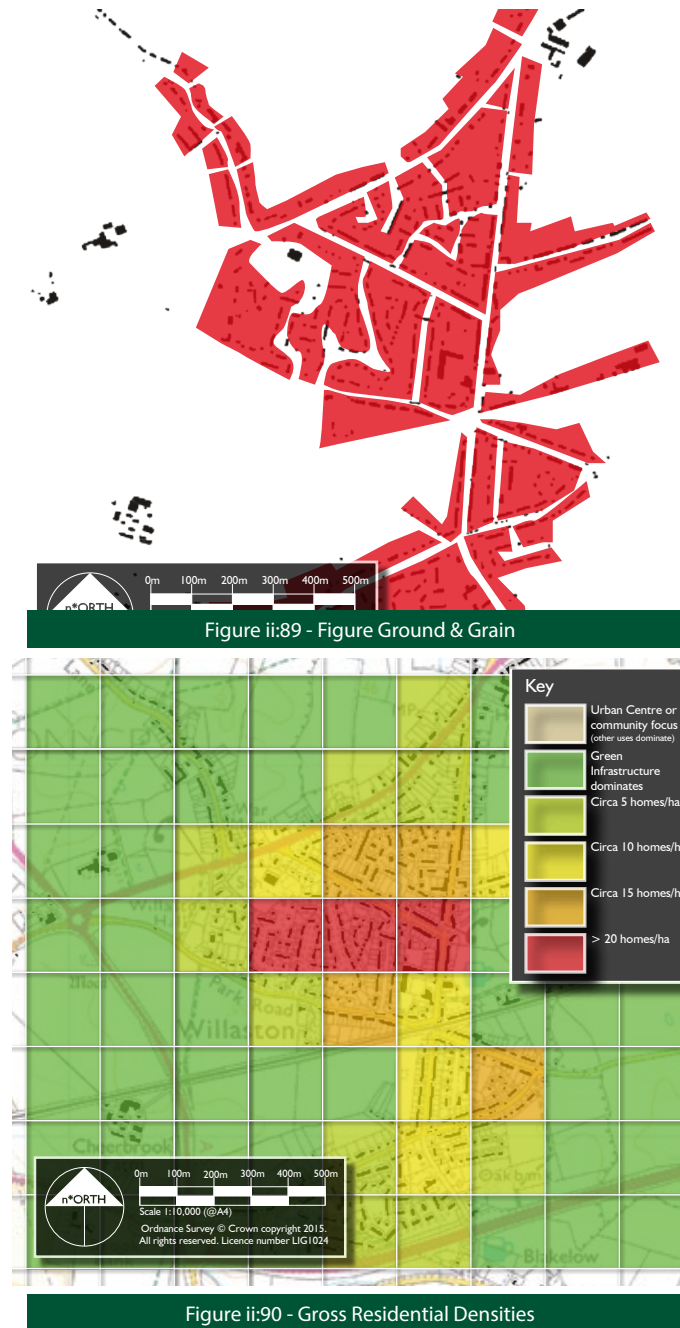 0m 100m 200m 300m 400m 500m
n*ORTH
Figure ii:89 - Figure Ground & Grain
Key
Urban Centre or
community focus
(other uses dominate)
Green
Infrastructure
dominates
Circa 5 homes/ha
Circa 10 homes/h
Circa 15 homes/h
> 20 homes/ha
War
Park Road
Willaston
Cheerbrook
Blakelow
0m 100m 200m 300m 400m 500m
n*ORTH
Scale 1:10,000 (@A4)
Ordnance Survey © Crown copyright 2015.
All rights reserved. Licence number LIG1024
Figure ii:90 - Gross Residential Densities